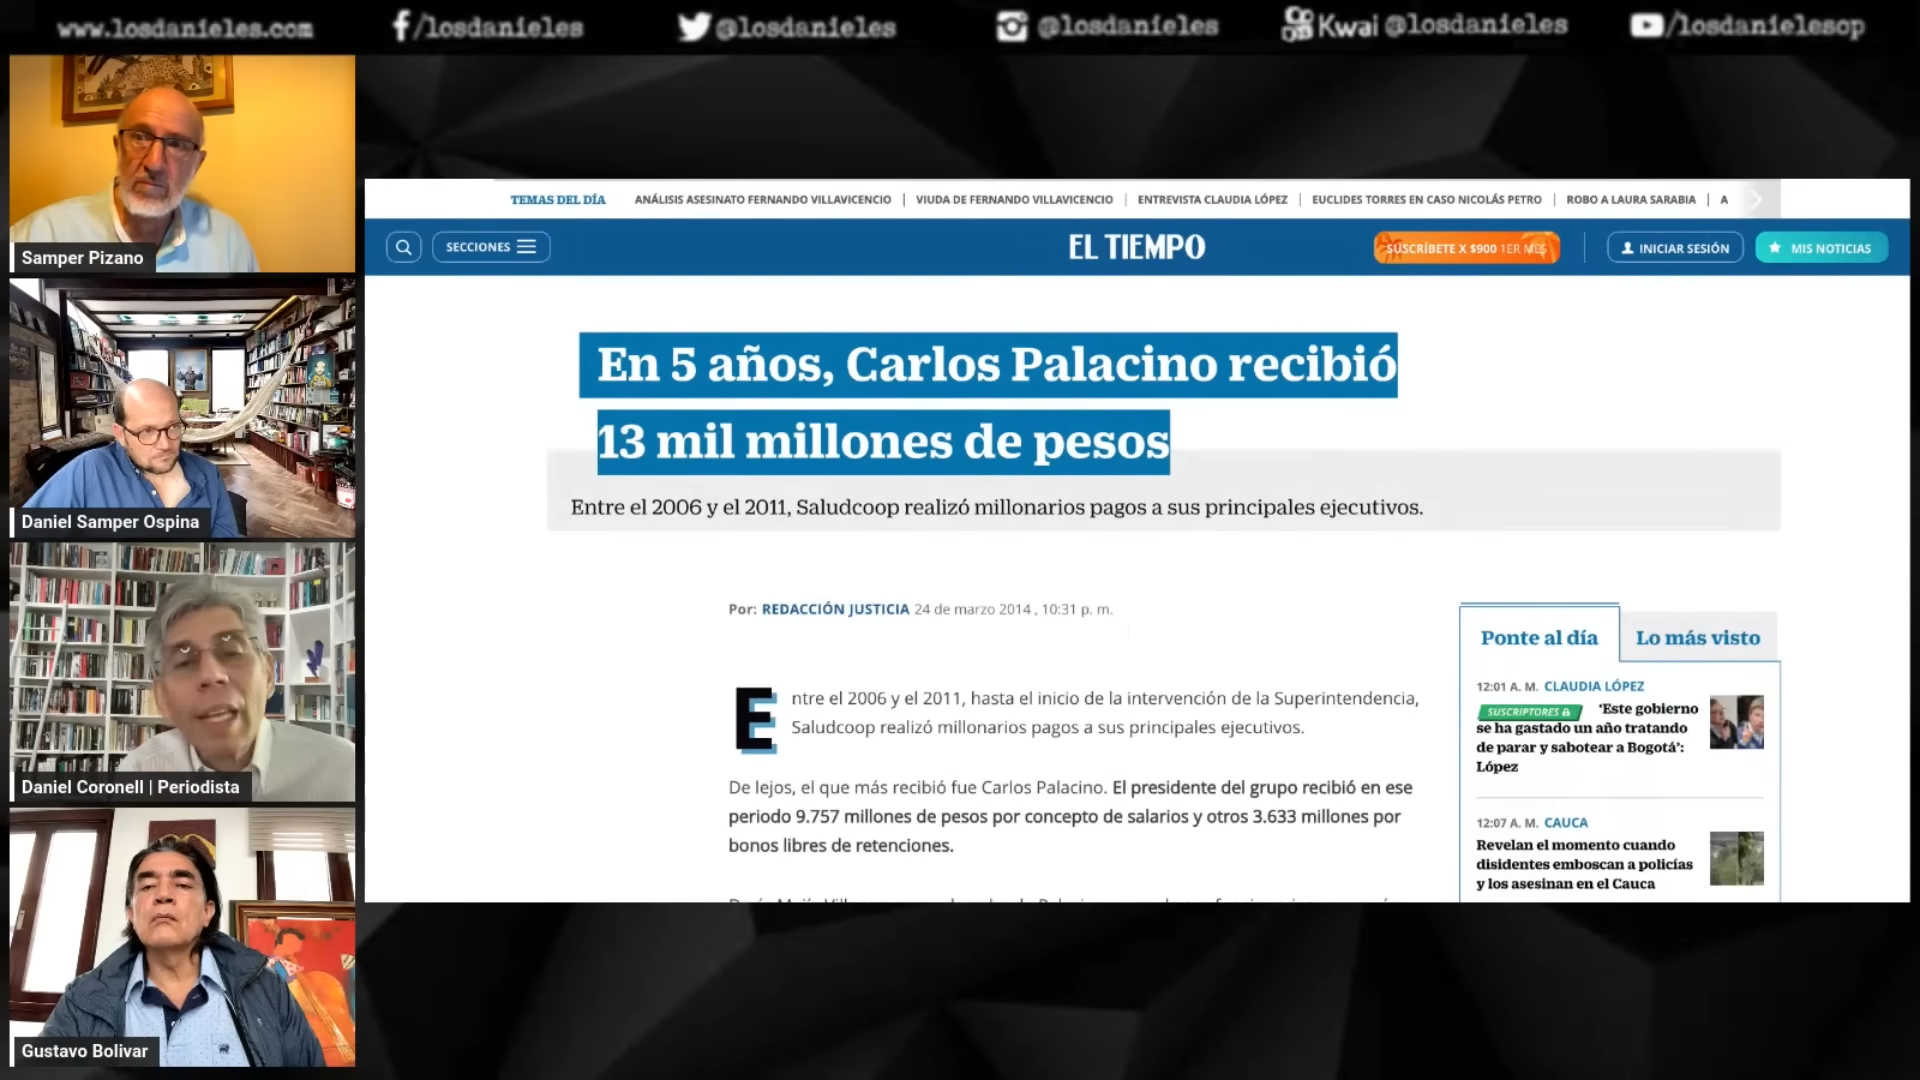 www.losdanieles.com
/losdanieles
@losdanieles
@losdanieles
Kwai @losdanieles
/losdanielesop
Samper Pizano
Daniel Samper Ospina
Daniel Coronell | Periodista
Gustavo Bolivar
TEMAS DEL DÍA
ANÁLISIS ASESINATO FERNANDO VILLAVICENCIO | VIUDA DE FERNANDO VILLAVICENCIO | ENTREVISTA CLAUDIA LÓPEZ | EUCLIDES TORRES EN CASO NICOLÁS PETRO | ROBO A LAURA SARABIA | A
SECCIONES
EL TIEMPO
SUSCRÍBETE X $900 1ER MES
INICIAR SESIÓN
MIS NOTICIAS
En 5 años, Carlos Palacino recibió
13 mil millones de pesos
Entre el 2006 y el 2011, Saludcoop realizó millonarios pagos a sus principales ejecutivos.
Por: REDACCIÓN JUSTICIA 24 de marzo 2014 , 10:31 p. m.
Entre el 2006 y el 2011, hasta el inicio de la intervención de la Superintendencia,
Saludcoop realizó millonarios pagos a sus principales ejecutivos.
De lejos, el que más recibió fue Carlos Palacino. El presidente del grupo recibió en ese
periodo 9.757 millones de pesos por concepto de salarios y otros 3.633 millones por
bonos libres de retenciones.
Ponte al día
Lo más visto
12:01 A. M. CLAUDIA LÓPEZ
SUSCRIPTORES ‘Este gobierno
se ha gastado un año tratando
de parar y sabotear a Bogotá’:
López
12:07 A. M. CAUCA
Revelan el momento cuando
disidentes emboscan a policías
y los asesinan en el Cauca